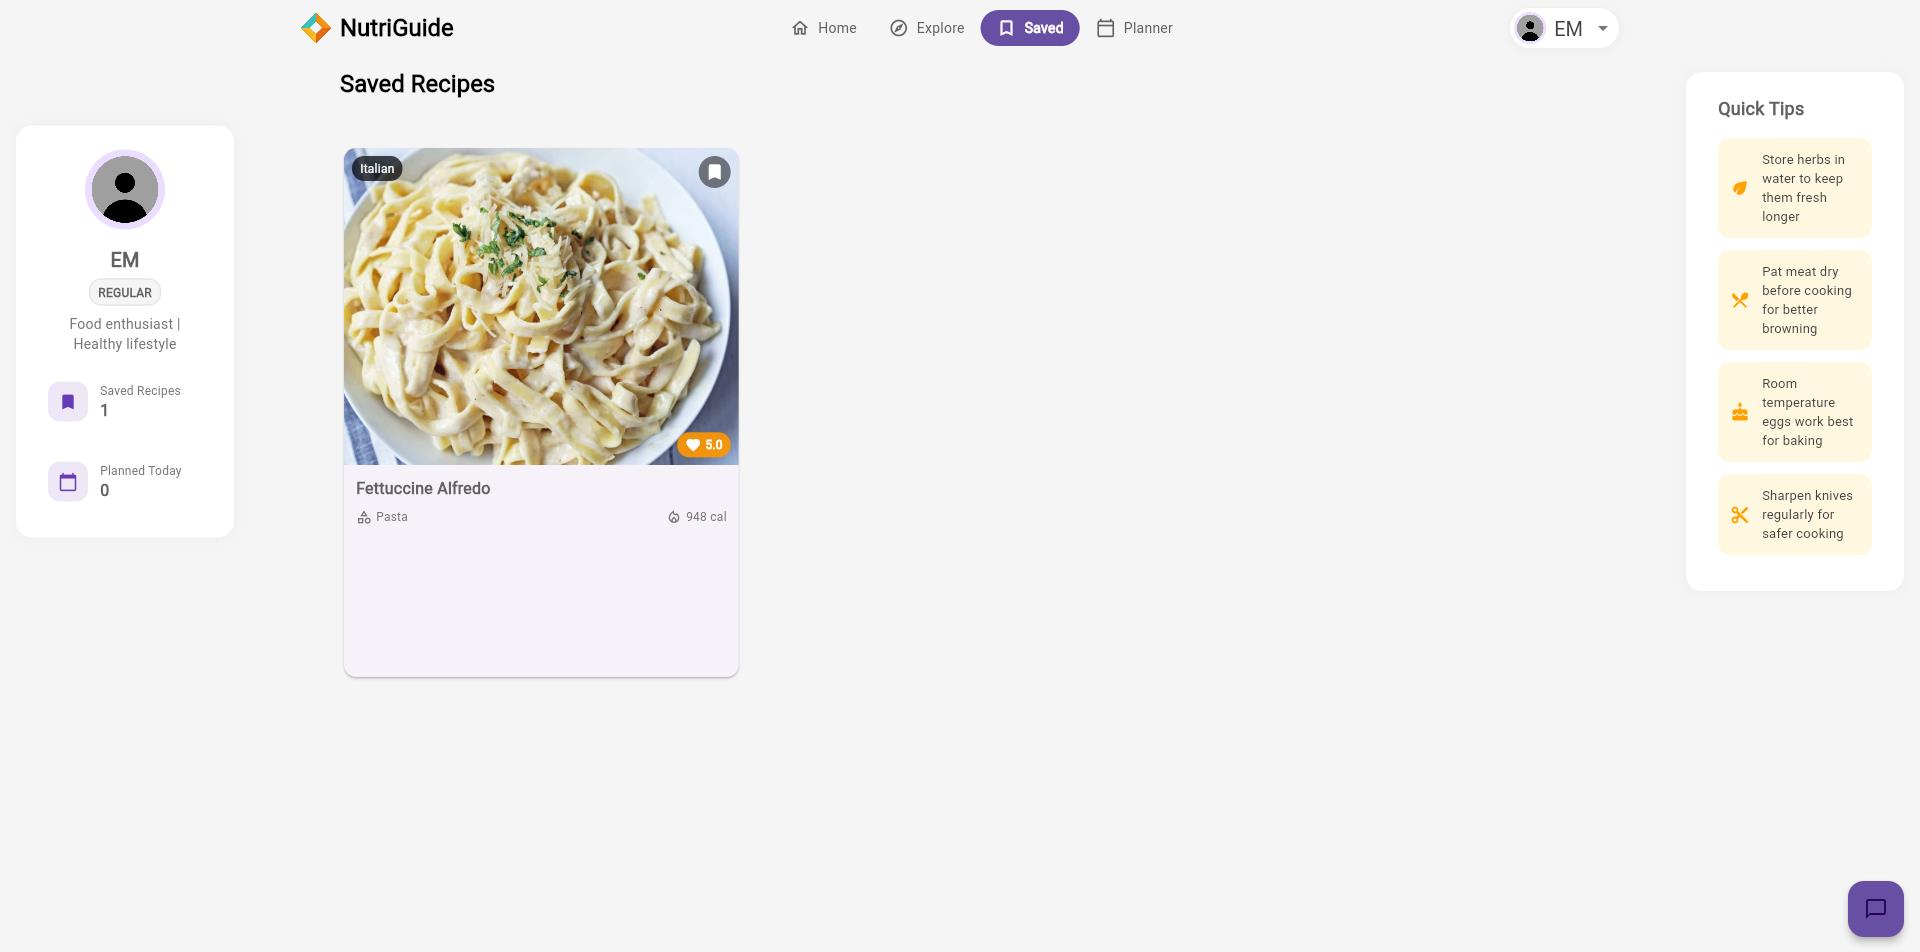 NutriGuide
Home
Explore
Saved
Planner
EM
Saved Recipes
EM
REGULAR
Food enthusiast |
Healthy lifestyle
Saved Recipes
1
Planned Today
0
Italian
5.0
Fettuccine Alfredo
Pasta
948 cal
Quick Tips
Store herbs in
water to keep
them fresh
longer
Pat meat dry
before cooking
for better
browning
Room
temperature
eggs work best
for baking
Sharpen knives
regularly for
safer cooking